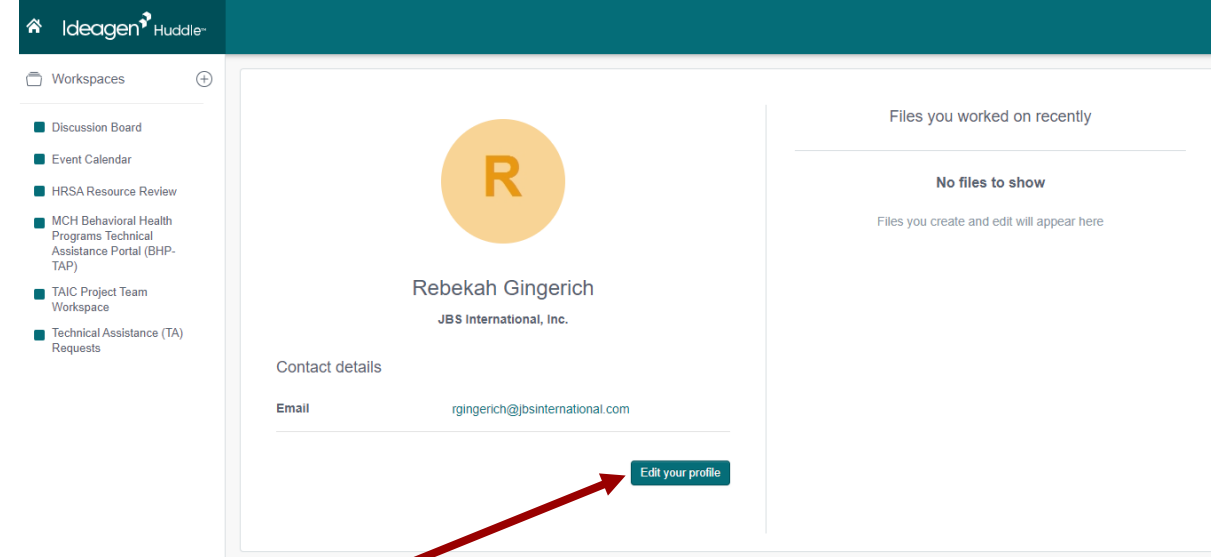 Ideagen Huddle™
Workspaces
Discussion Board
Event Calendar
HRSA Resource Review
MCH Behavioral Health
Programs Technical
Assistance Portal (BHP-
TAP)
TAIC Project Team
Workspace
Technical Assistance (TA)
Requests
R
Rebekah Gingerich
JBS International, Inc.
Contact details
Email rgingerich@jbsinternational.com
Edit your profile
Files you worked on recently
No files to show
Files you create and edit will appear here